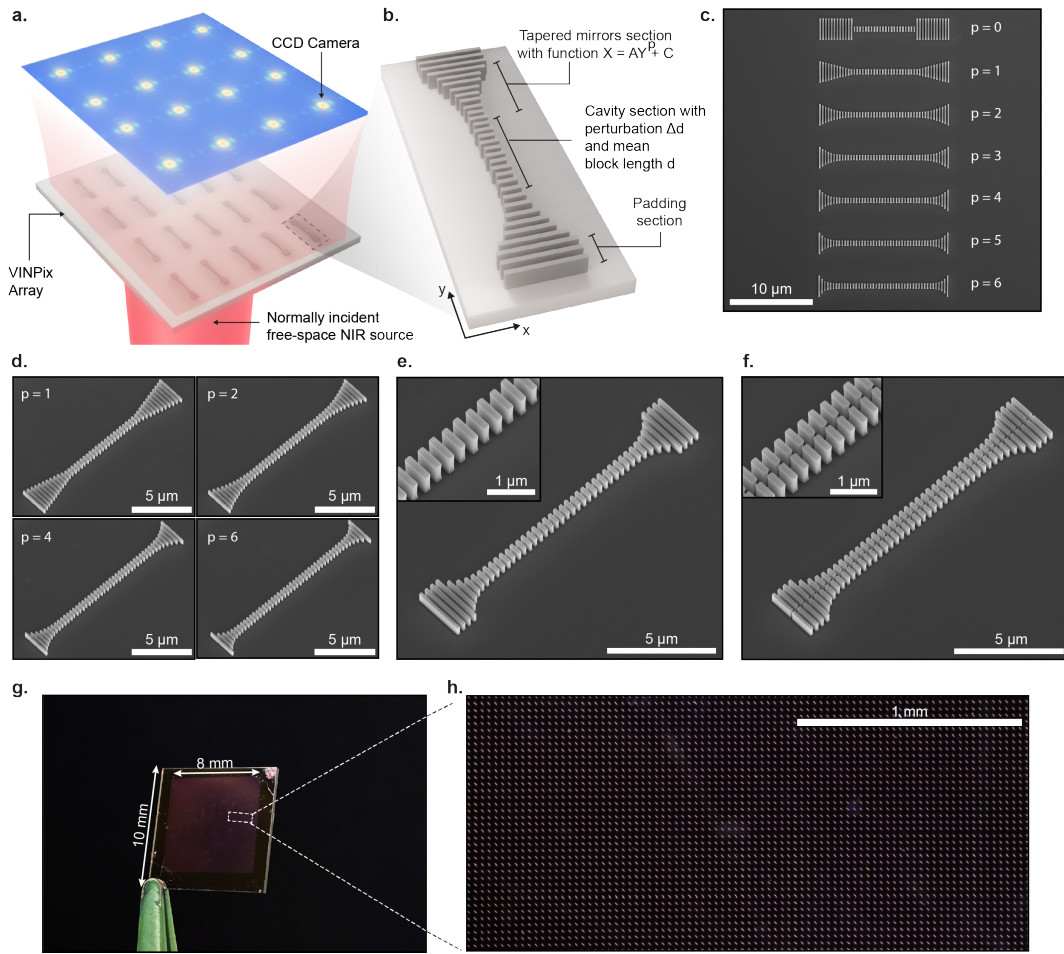 a.
CCD Camera
VINPix
Array
Normally incident
free-space NIR source
b.
Tapered mirrors section
with function X = AY^p + C
Cavity section with
perturbation Δd
and mean
block length d
Padding
section
y
x
c.
p = 0
p = 1
p = 2
p = 3
p = 4
p = 5
p = 6
10 µm
d.
p = 1
5 µm
p = 2
5 µm
p = 4
5 µm
p = 6
5 µm
e.
1 µm
5 µm
f.
1 µm
5 µm
g.
8 mm
10 mm
h.
1 mm